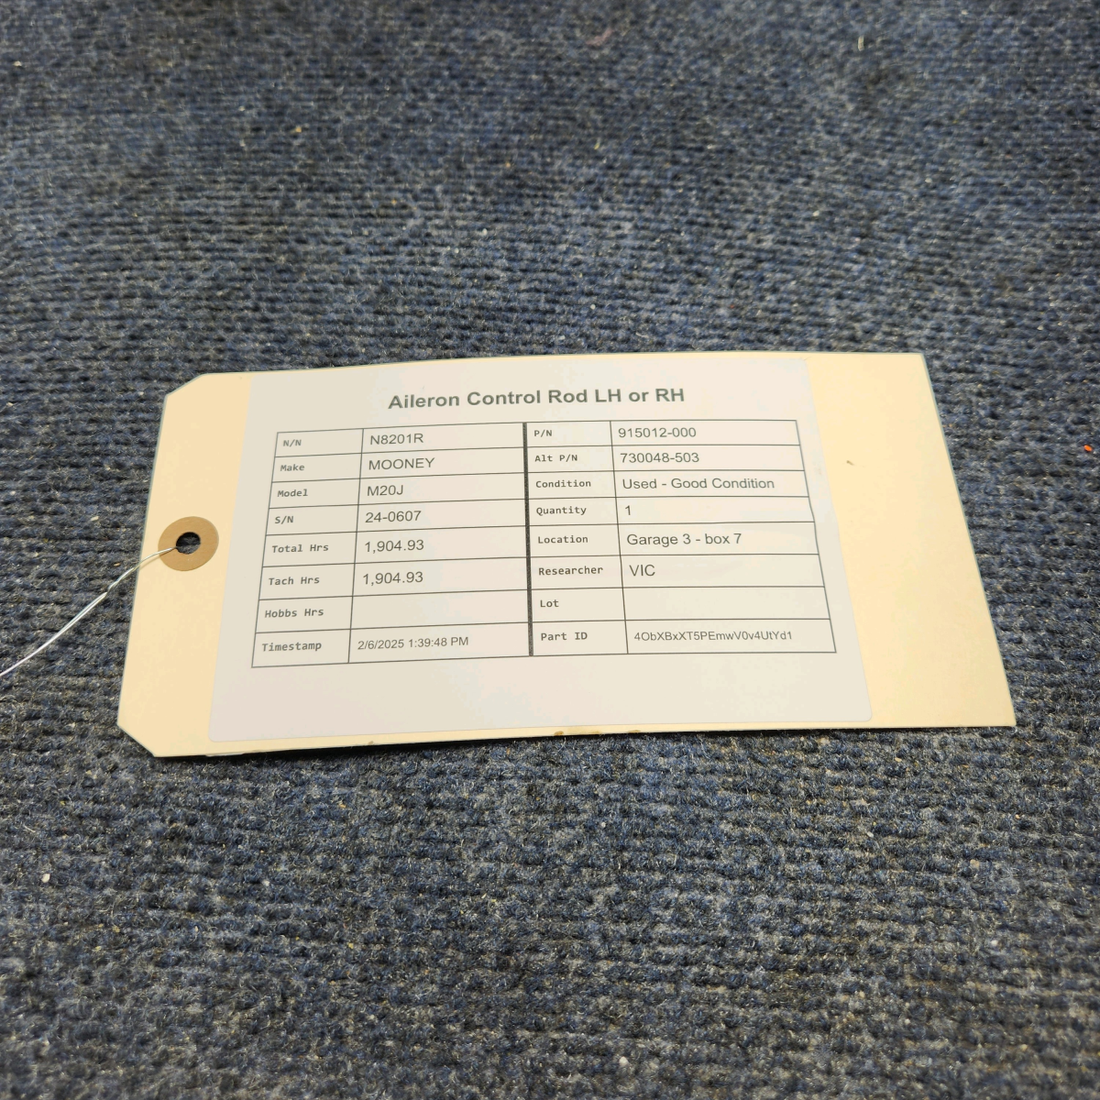 Aileron Control Rod LH or RH
N/N N8201R P/N 915012-000
Make MOONEY Alt P/N 730048-503
Model M20J Condition Used - Good Condition
S/N 24-0607 Quantity 1
Total Hrs 1,904.93 Location Garage 3 - box 7
Tach Hrs 1,904.93 Researcher VIC
Hobbs Hrs Lot
Timestamp 2/6/2025 1:39:48 PM Part ID 4ObXBxXT5PEmwV0v4UtYd1